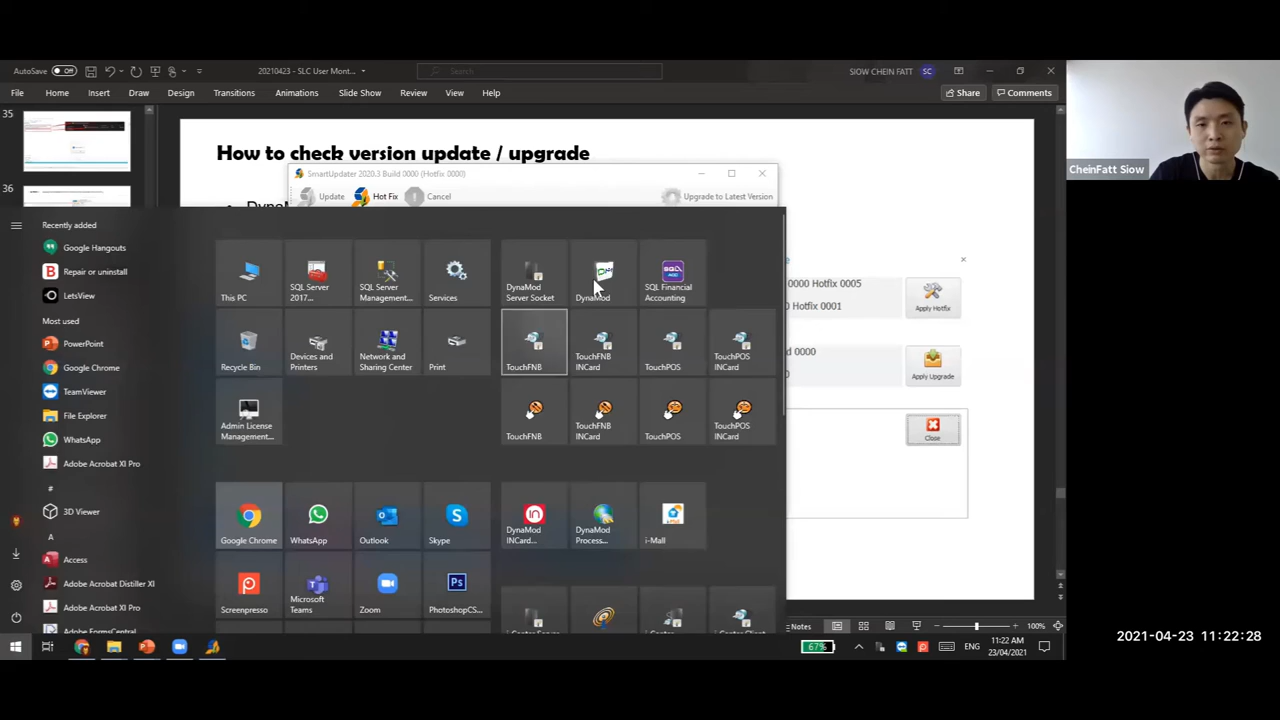 AutoSave Off
20210423 - SLC User Mont...
Search
SIOW CHEIN FATT SC
File Home Insert Draw Design Transitions Animations Slide Show Review View Help
Share
Comments
35
36
How to check version update / upgrade
SmartUpdater 2020.3 Build 0000 (Hotfix 0000)
Update
Hot Fix
Cancel
Upgrade to Latest Version
CheinFatt Siow
Recently added
Google Hangouts
Repair or uninstall
LetsView
Most used
PowerPoint
Google Chrome
TeamViewer
File Explorer
WhatsApp
Adobe Acrobat XI Pro
#
3D Viewer
A
Access
Adobe Acrobat Distiller XI
Adobe Acrobat XI Pro
Adobe FormsCentral
This PC
SQL Server 2017...
SQL Server Management...
Services
DynaMod Server Socket
DynaMod
SQL Financial Accounting
Recycle Bin
Devices and Printers
Network and Sharing Center
Print
TouchFNB
TouchFNB INCard
TouchPOS
TouchPOS INCard
Admin License Management...
TouchFNB
TouchFNB INCard
TouchPOS
TouchPOS INCard
Google Chrome
WhatsApp
Outlook
Skype
DynaMod INCard...
DynaMod Process...
i-Mall
Screenpresso
Microsoft Teams
Zoom
PhotoshopCS...
0000 Hotfix 0005
0 Hotfix 0001
Apply Hotfix
d 0000
0
Apply Upgrade
Close
Notes
100%
67%
ENG
11:22 AM
23/04/2021
2021-04-23 11:22:28